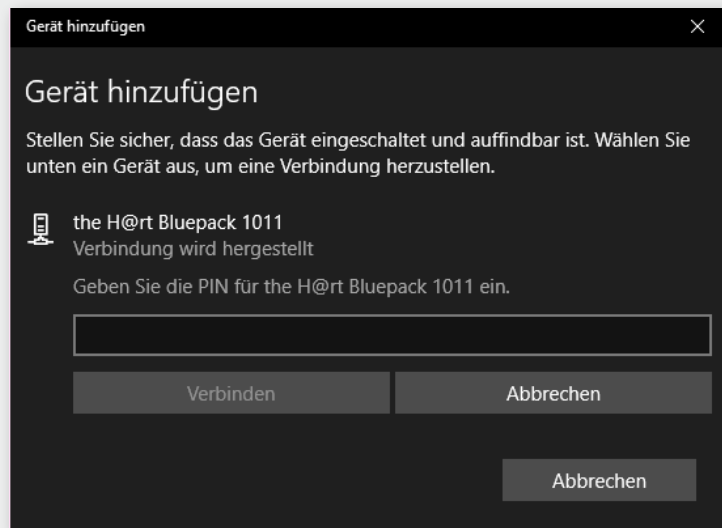 Gerät hinzufügen
Gerät hinzufügen
Stellen Sie sicher, dass das Gerät eingeschaltet und auffindbar ist. Wählen Sie
unten ein Gerät aus, um eine Verbindung herzustellen.
the H@rt Bluepack 1011
Verbindung wird hergestellt
Geben Sie die PIN für the H@rt Bluepack 1011 ein.
Verbinden
Abbrechen
Abbrechen